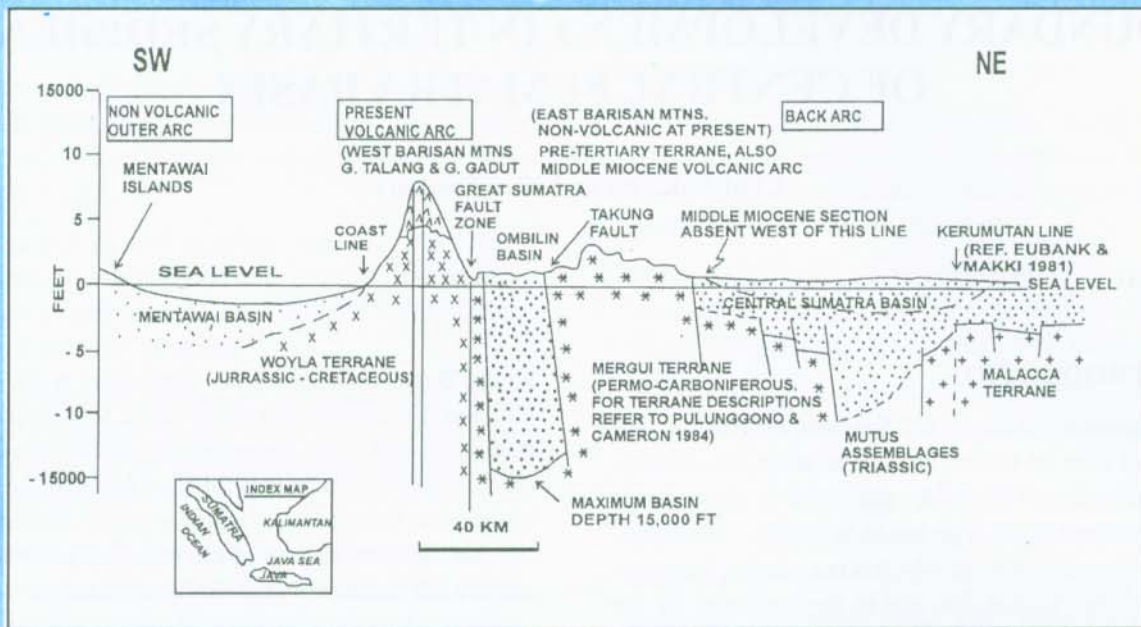 SW
NE
15000
10
5
0
- 5
- 10
- 15000
FEET
NON VOLCANIC
OUTER ARC
PRESENT
VOLCANIC ARC
(EAST BARISAN MTNS.
NON-VOLCANIC AT PRESENT)
BACK ARC
MENTAWAI
ISLANDS
(WEST BARISAN MTNS
G. TALANG & G. GADUT
PRE-TERTIARY TERRANE, ALSO
MIDDLE MIOCENE VOLCANIC ARC
COAST
LINE
GREAT SUMATRA
FAULT
ZONE
OMBILIN
BASIN
TAKUNG
FAULT
MIDDLE MIOCENE SECTION
ABSENT WEST OF THIS LINE
KERUMUTAN LINE
(REF. EUBANK &
MAKKI 1981)
SEA LEVEL
SEA LEVEL
MENTAWAI BASIN
CENTRAL SUMATRA BASIN
WOYLA TERRANE
(JURRASSIC - CRETACEOUS)
MERGUI TERRANE
(PERMO-CARBONIFEROUS.
FOR TERRANE DESCRIPTIONS
REFER TO PULUNGGONO &
CAMERON 1984)
MALACCA
TERRANE
MUTUS
ASSEMBLAGES
(TRIASSIC)
MAXIMUM BASIN
DEPTH 15,000 FT
40 KM
INDEX MAP
SUMATRA
KALIMANTAN
INDIAN
OCEAN
JAVA SEA
JAVA